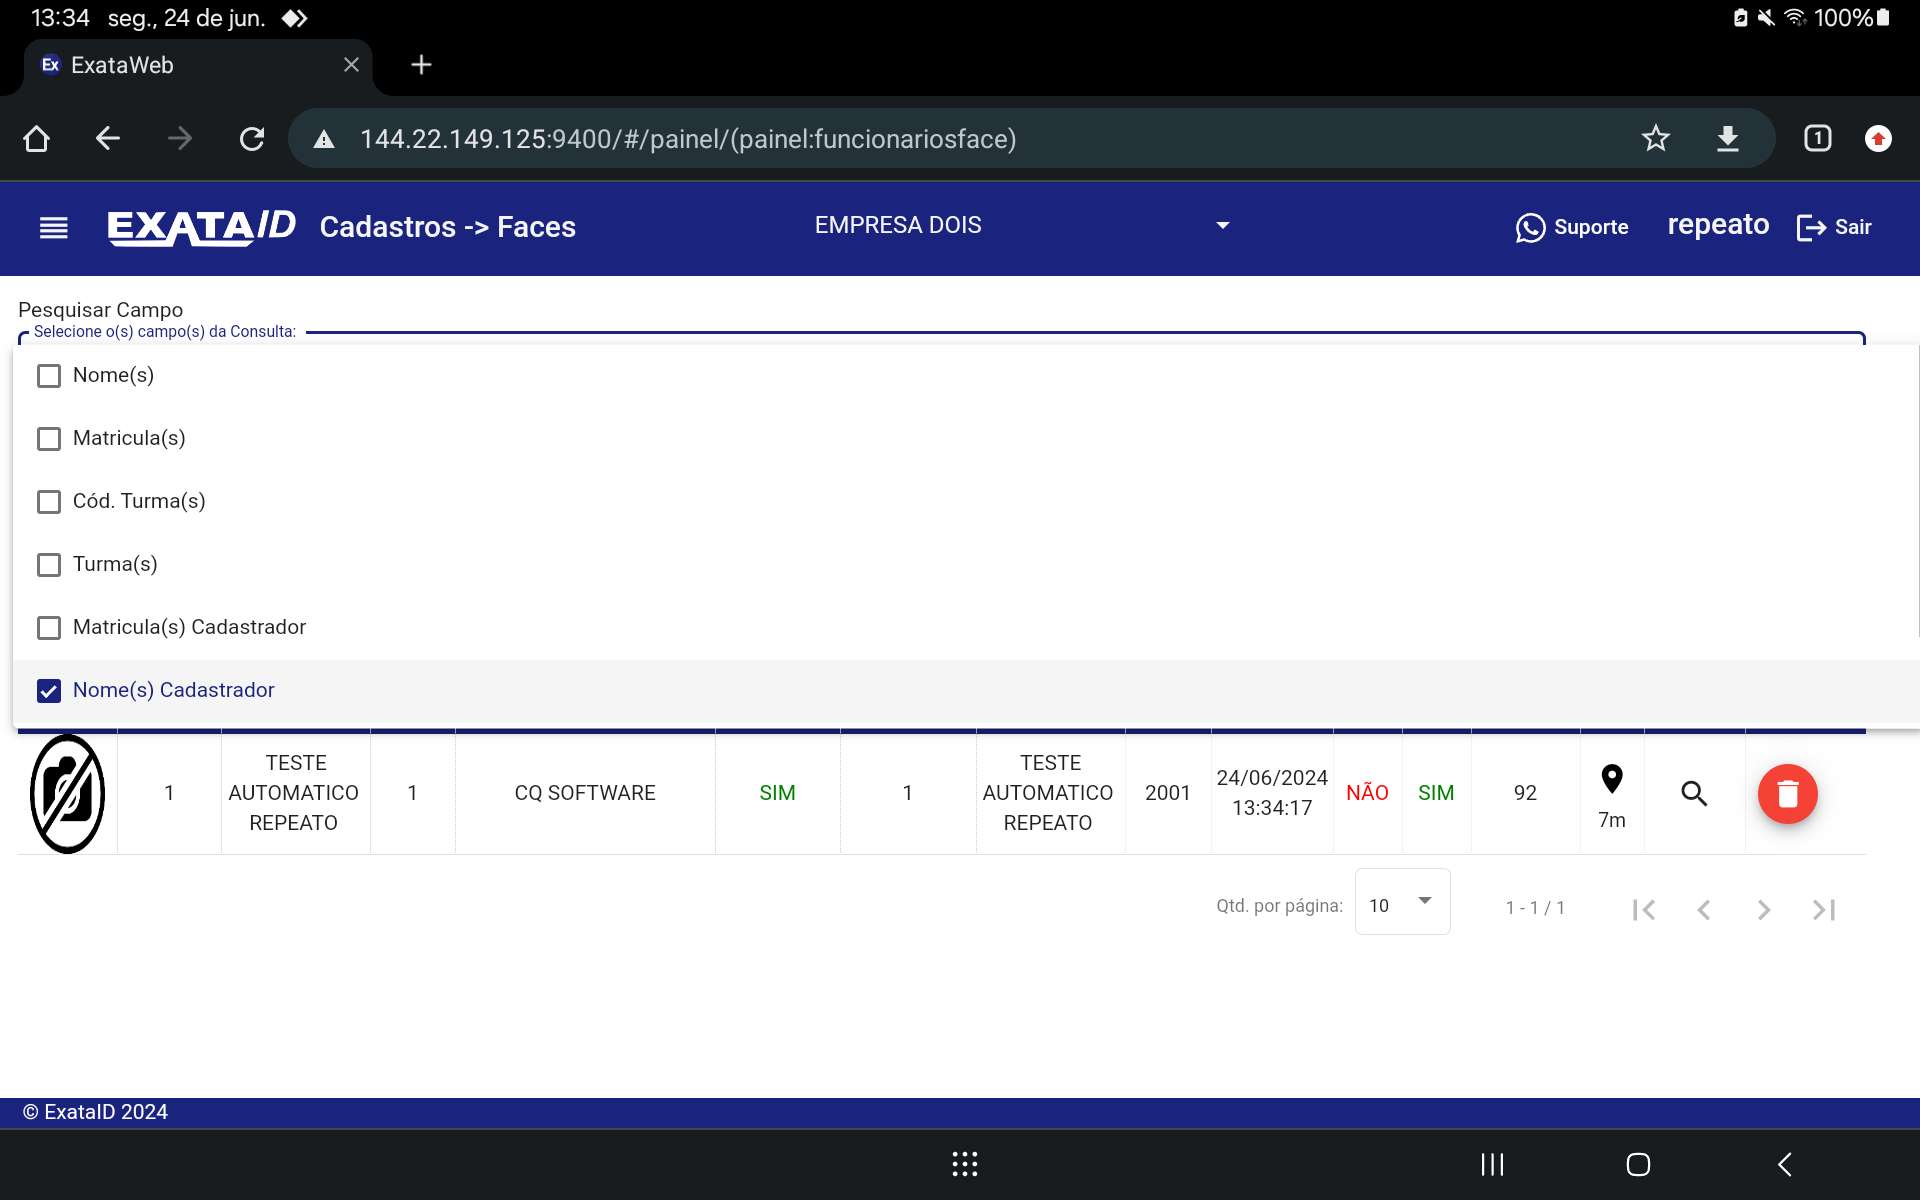 13:34 seg., 24 de jun. 100%
Ex ExataWeb
1
144.22.149.125:9400/#/painel/(painel:funcionariosface)
EXATAID Cadastros -> Faces EMPRESA DOIS Suporte repeato Sair
Pesquisar Campo
Selecione o(s) campo(s) da Consulta:
Nome(s)
Matricula(s)
Cód. Turma(s)
Turma(s)
Matricula(s) Cadastrador
Nome(s) Cadastrador
1 TESTE AUTOMATICO REPEATO 1 CQ SOFTWARE SIM 1 TESTE AUTOMATICO REPEATO 2001 24/06/2024 13:34:17 NÃO SIM 92 7m
Qtd. por página: 10 1 - 1 / 1
© ExataID 2024